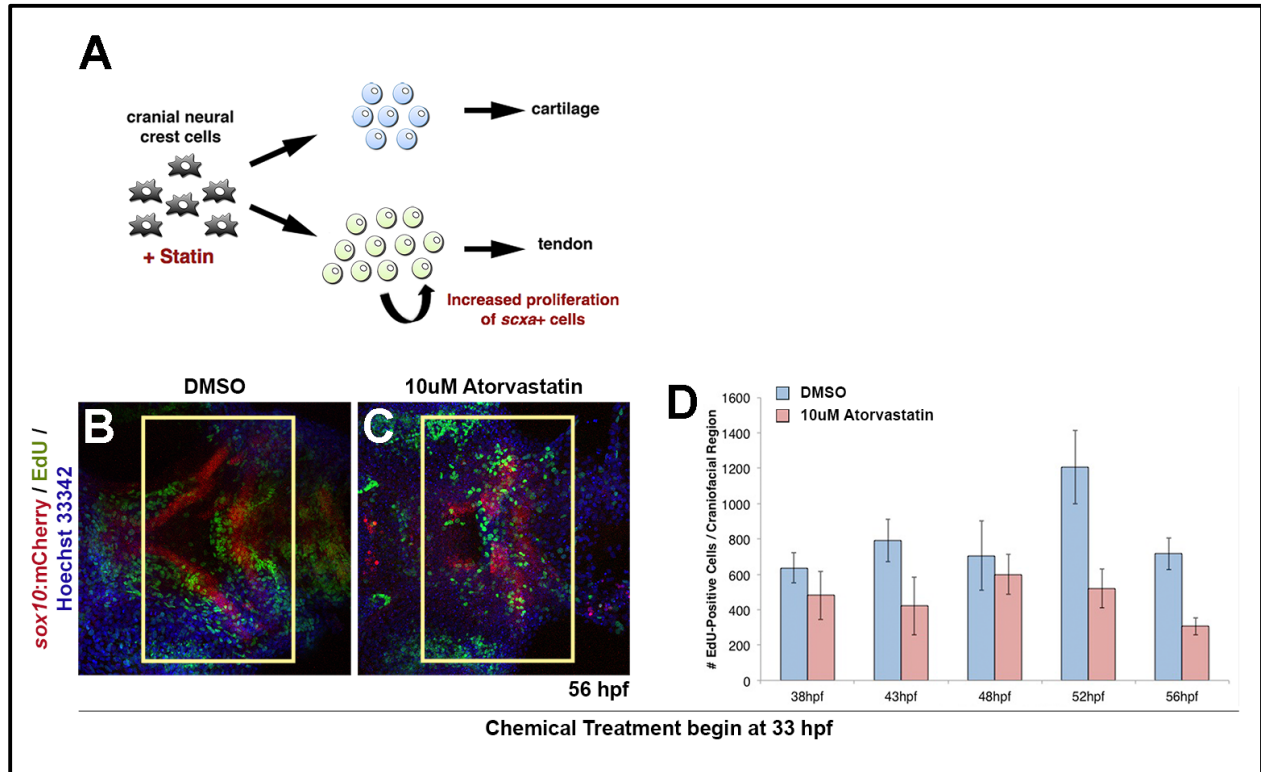 A
cranial neural
crest cells
+ Statin
cartilage
tendon
Increased proliferation
of scxa+ cells
DMSO
10uM Atorvastatin
B
C
sox10:mCherry / EdU /
Hoechst 33342
56 hpf
D
DMSO
10uM Atorvastatin
# EdU-Positive Cells / Craniofacial Region
1600
1400
1200
1000
800
600
400
200
0
38hpf 43hpf 48hpf 52hpf 56hpf
Chemical Treatment begin at 33 hpf